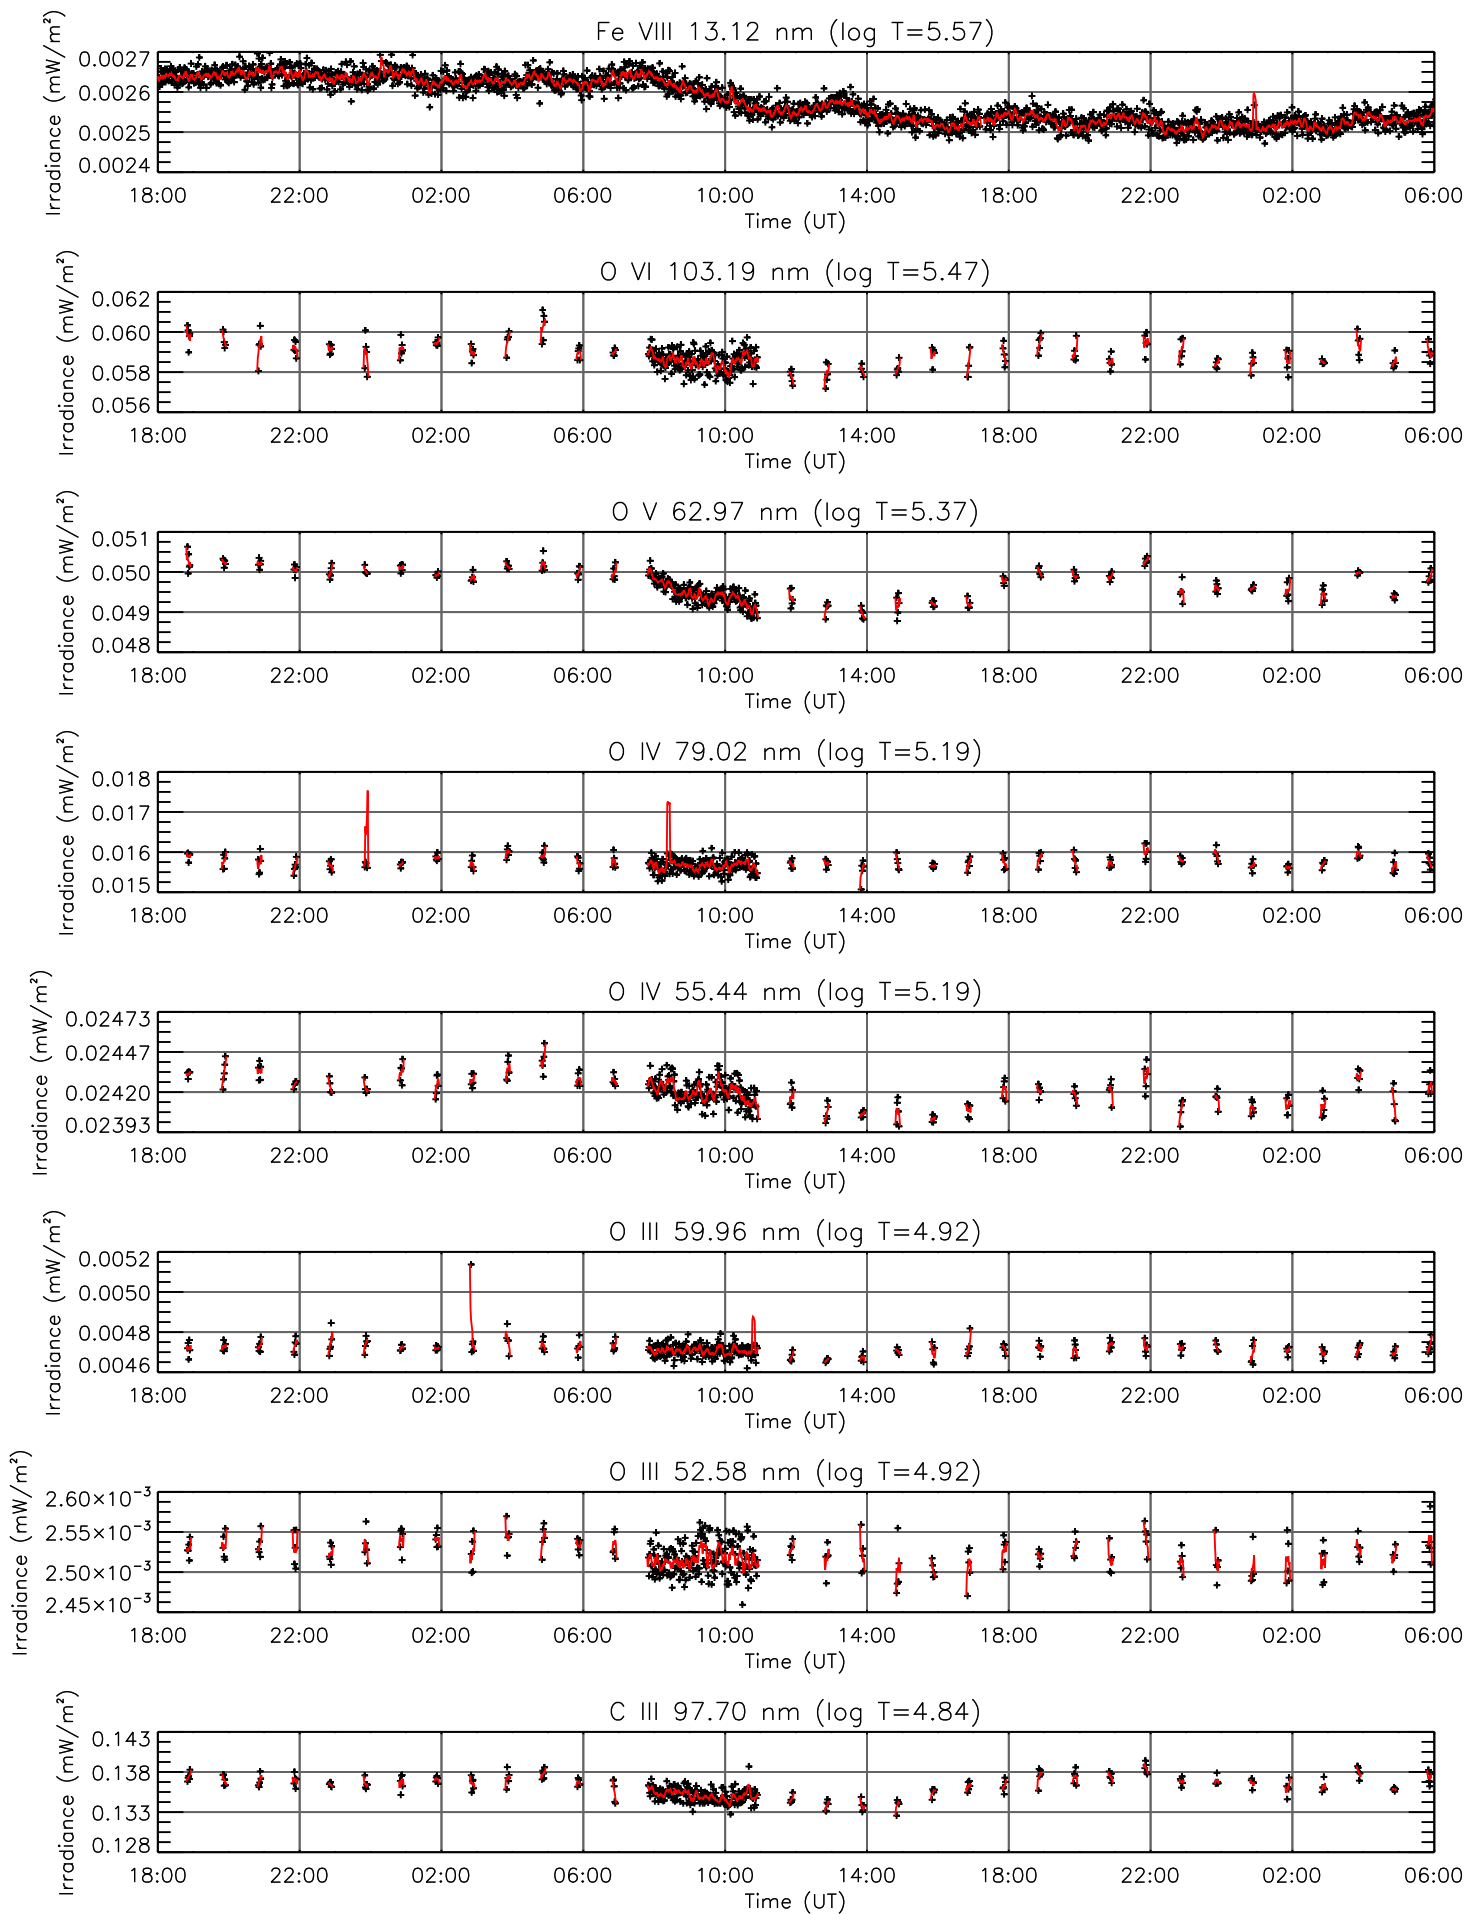 Fe VIII 13.12 nm (log T=5.57)
Irradiance (mW/m²)
0.0027
0.0026
0.0025
0.0024
18:00 22:00 02:00 06:00 10:00 14:00 18:00 22:00 02:00 06:00
Time (UT)
O VI 103.19 nm (log T=5.47)
Irradiance (mW/m²)
0.062
0.060
0.058
0.056
18:00 22:00 02:00 06:00 10:00 14:00 18:00 22:00 02:00 06:00
Time (UT)
O V 62.97 nm (log T=5.37)
Irradiance (mW/m²)
0.051
0.050
0.049
0.048
18:00 22:00 02:00 06:00 10:00 14:00 18:00 22:00 02:00 06:00
Time (UT)
O IV 79.02 nm (log T=5.19)
Irradiance (mW/m²)
0.018
0.017
0.016
0.015
18:00 22:00 02:00 06:00 10:00 14:00 18:00 22:00 02:00 06:00
Time (UT)
O IV 55.44 nm (log T=5.19)
Irradiance (mW/m²)
0.02473
0.02447
0.02420
0.02393
18:00 22:00 02:00 06:00 10:00 14:00 18:00 22:00 02:00 06:00
Time (UT)
O III 59.96 nm (log T=4.92)
Irradiance (mW/m²)
0.0052
0.0050
0.0048
0.0046
18:00 22:00 02:00 06:00 10:00 14:00 18:00 22:00 02:00 06:00
Time (UT)
O III 52.58 nm (log T=4.92)
Irradiance (mW/m²)
2.60×10⁻³
2.55×10⁻³
2.50×10⁻³
2.45×10⁻³
18:00 22:00 02:00 06:00 10:00 14:00 18:00 22:00 02:00 06:00
Time (UT)
C III 97.70 nm (log T=4.84)
Irradiance (mW/m²)
0.143
0.138
0.133
0.128
18:00 22:00 02:00 06:00 10:00 14:00 18:00 22:00 02:00 06:00
Time (UT)